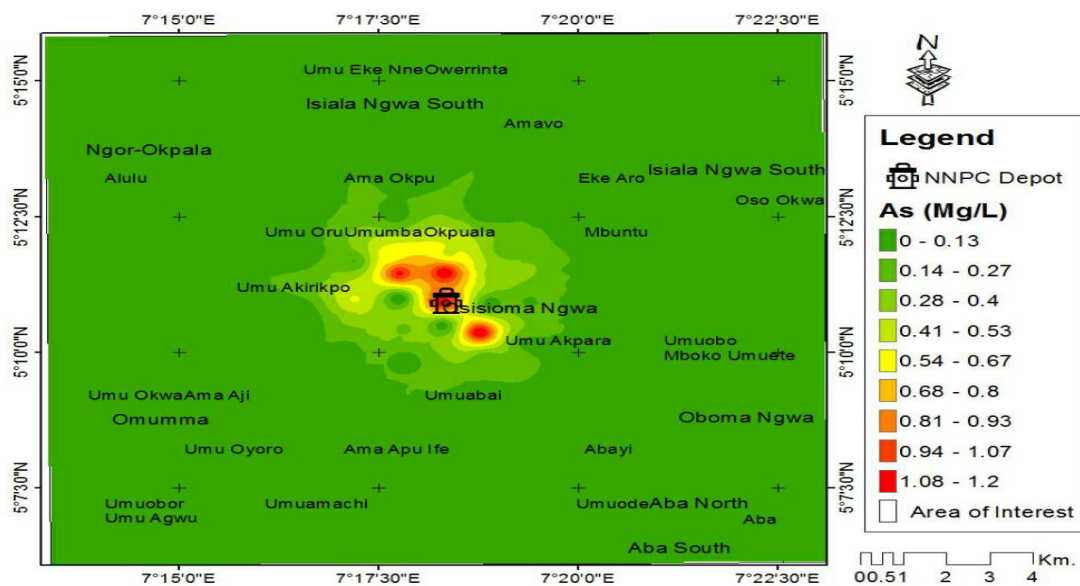 7°15'0"E 7°17'30"E 7°20'0"E 7°22'30"E
5°15'0"N
5°12'30"N
5°10'0"N
5°7'30"N
Umu Eke NneOwerrinta
Isiala Ngwa South
Amavo
Ngor-Okpala
Isiala Ngwa South
Alulu
Ama Okpu
Eke Aro
Oso Okwa
Umu OruUmumbaOkpuala
Mbuntu
Umu Akirikpo
Osisioma Ngwa
Umu Akpara
Umuobo
Mboko Umuete
Umu OkwaAma Aji
Umuabai
Omumma
Oboma Ngwa
Umu Oyoro
Ama Apu Ife
Abayi
Umuobor
Umuamachi
UmuodeAba North
Umu Agwu
Aba
Aba South
5°15'0"N
5°12'30"N
5°10'0"N
5°7'30"N
7°15'0"E 7°17'30"E 7°20'0"E 7°22'30"E
N
Legend
NNPC Depot
As (Mg/L)
0 - 0.13
0.14 - 0.27
0.28 - 0.4
0.41 - 0.53
0.54 - 0.67
0.68 - 0.8
0.81 - 0.93
0.94 - 1.07
1.08 - 1.2
Area of Interest
Km.
00.51 2 3 4